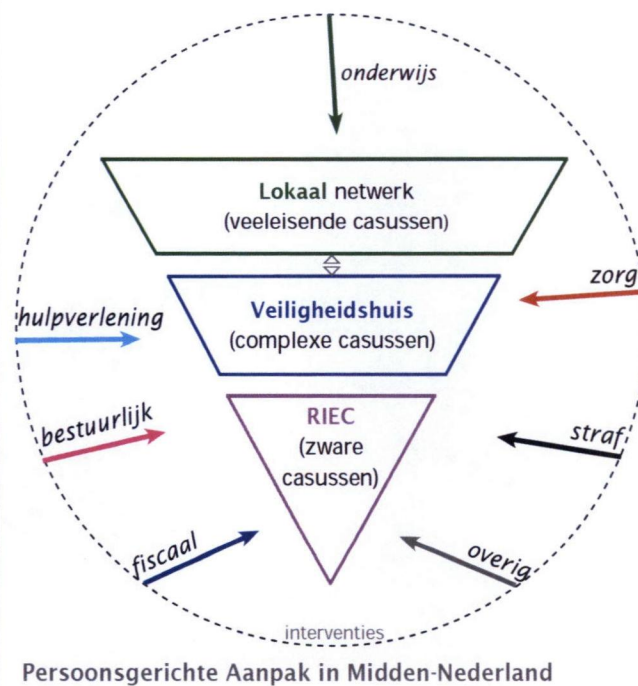 onderwijs
Lokaal netwerk
(veeleisende casussen)
zorg
hulpverlening
Veiligheidshuis
(complexe casussen)
bestuurlijk
RIEC
(zware
casussen)
straf
fiscaal
overig
interventies
Persoonsgerichte Aanpak in Midden-Nederland